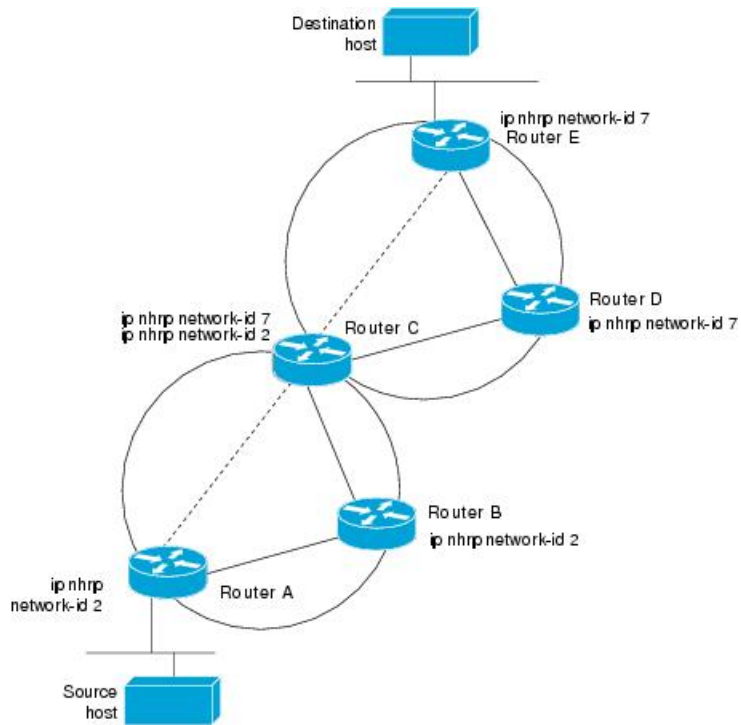 Destination
host
ip nhrp network-id 7
Router E
Router D
ip nhrp network-id 7
ip nhrp network-id 7
ip nhrp network-id 2
Router C
Router B
ip nhrp network-id 2
ip nhrp
network-id 2
Router A
Source
host